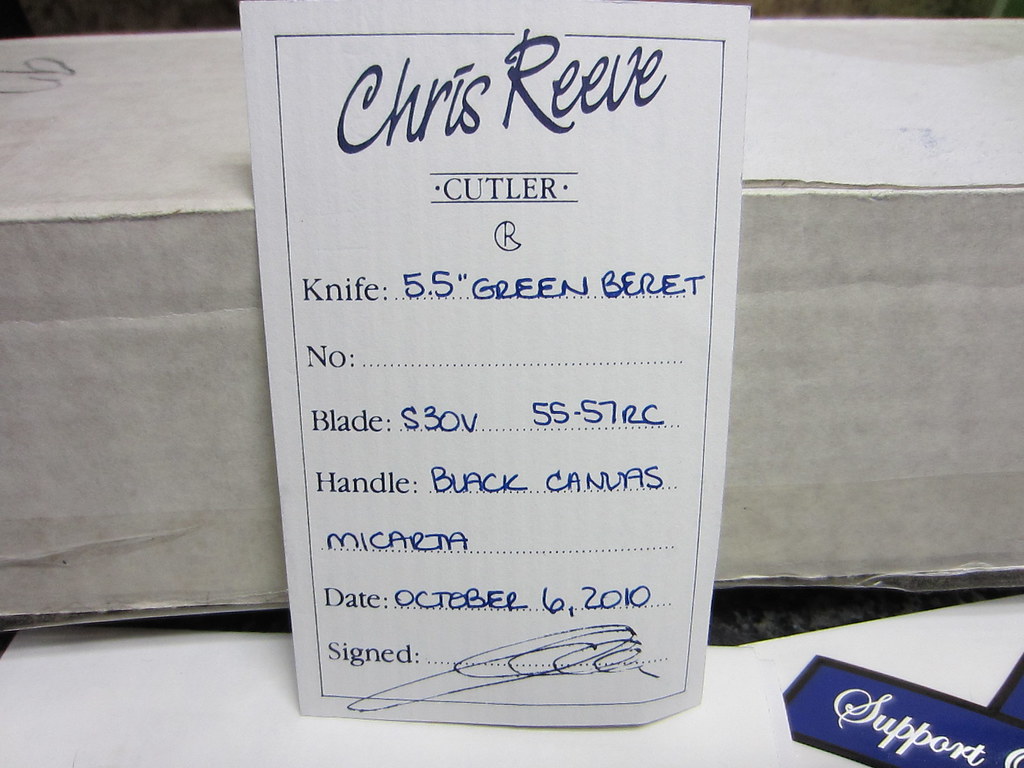 Chris Reeve
·CUTLER·
R
Knife: 5.5" GREEN BERET
No:
Blade: S30V 55-57RC
Handle: BLACK CANVAS
MICARTA
Date: OCTOBER 6, 2010
Signed:
Support